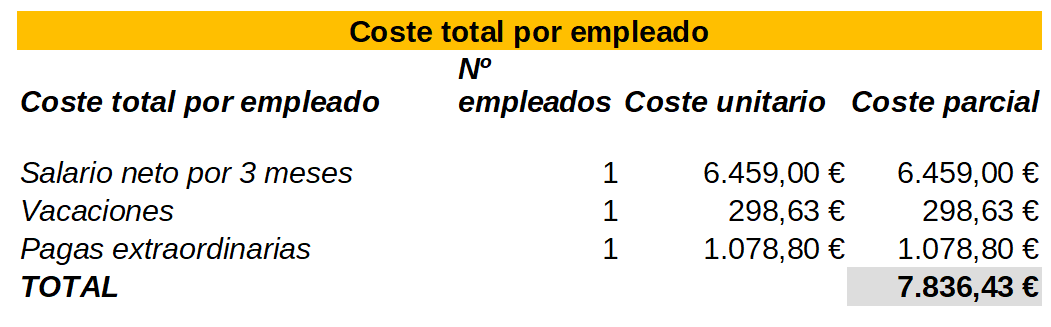 Coste total por empleado
Nº
Coste total por empleado empleados Coste unitario Coste parcial
Salario neto por 3 meses 1 6.459,00 € 6.459,00 €
Vacaciones 1 298,63 € 298,63 €
Pagas extraordinarias 1 1.078,80 € 1.078,80 €
TOTAL 7.836,43 €